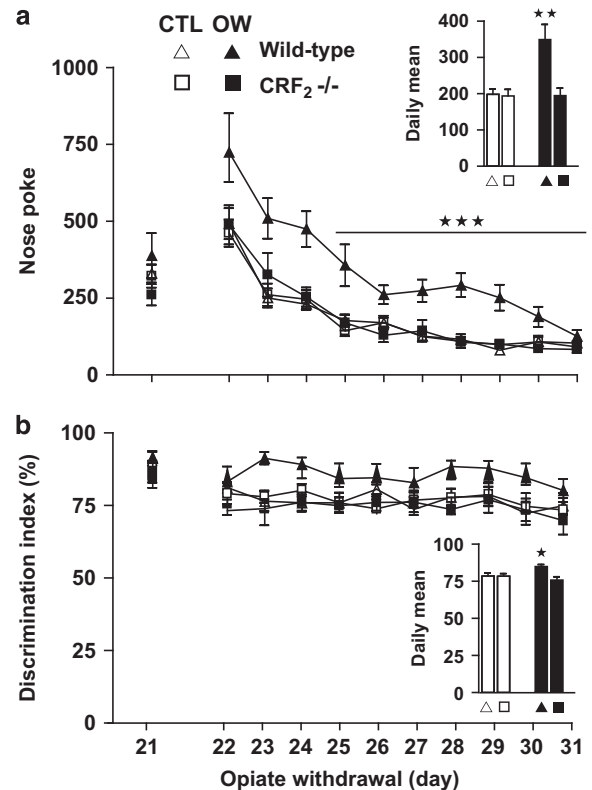 a
CTL OW
△ ▲ Wild-type
□ ■ CRF₂ -/-
Nose poke
1000
750
500
250
0
★★★
Daily mean
400
300
200
100
0
★★
△ □ ▲ ■
b
Discrimination index (%)
100
75
50
25
0
Daily mean
100
75
50
25
0
★
△ □ ▲ ■
21 22 23 24 25 26 27 28 29 30 31
Opiate withdrawal (day)